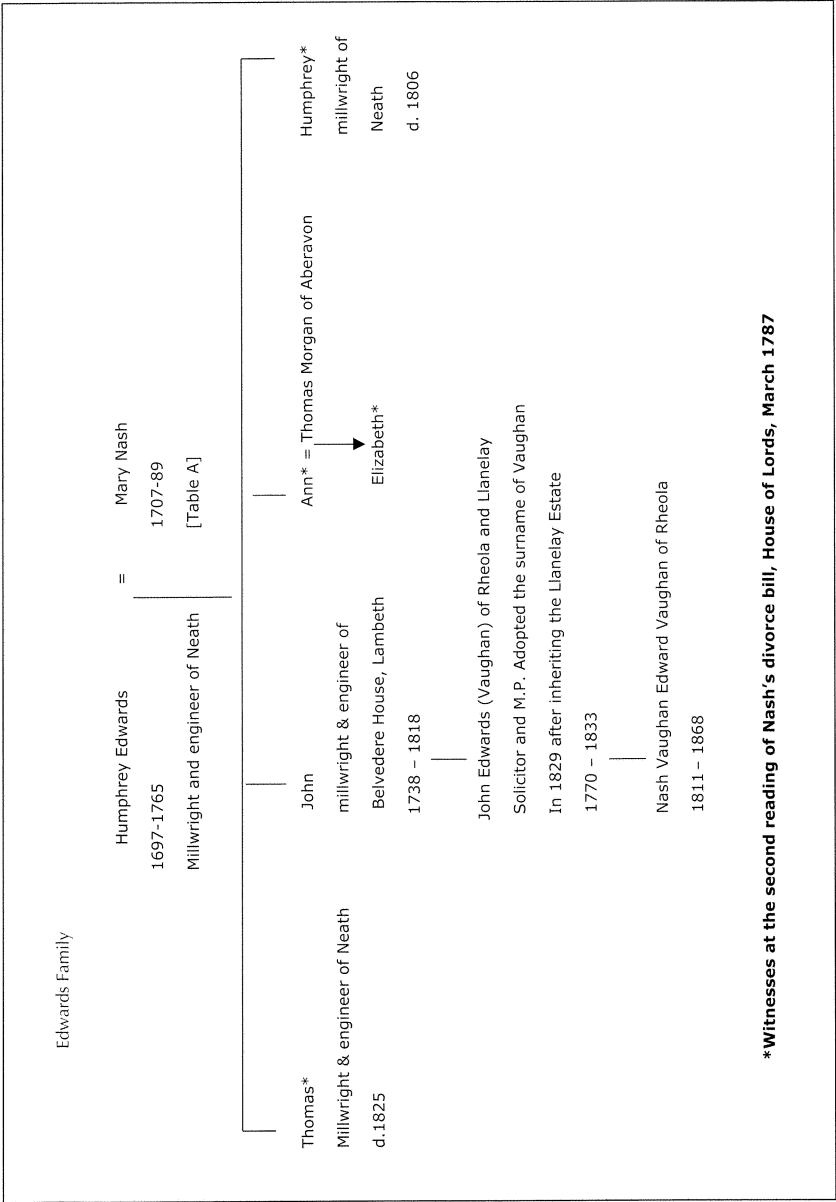 Edwards Family
Humphrey Edwards = Mary Nash
1697-1765 1707-89
Millwright and engineer of Neath [Table A]
Thomas*
Millwright & engineer of Neath
d.1825
John
millwright & engineer of
Belvedere House, Lambeth
1738 – 1818
Ann* = Thomas Morgan of Aberavon
Elizabeth*
Humphrey*
millwright of
Neath
d. 1806
John Edwards (Vaughan) of Rheola and Llanelay
Solicitor and M.P. Adopted the surname of Vaughan
In 1829 after inheriting the Llanelay Estate
1770 – 1833
Nash Vaughan Edward Vaughan of Rheola
1811 – 1868
*Witnesses at the second reading of Nash's divorce bill, House of Lords, March 1787